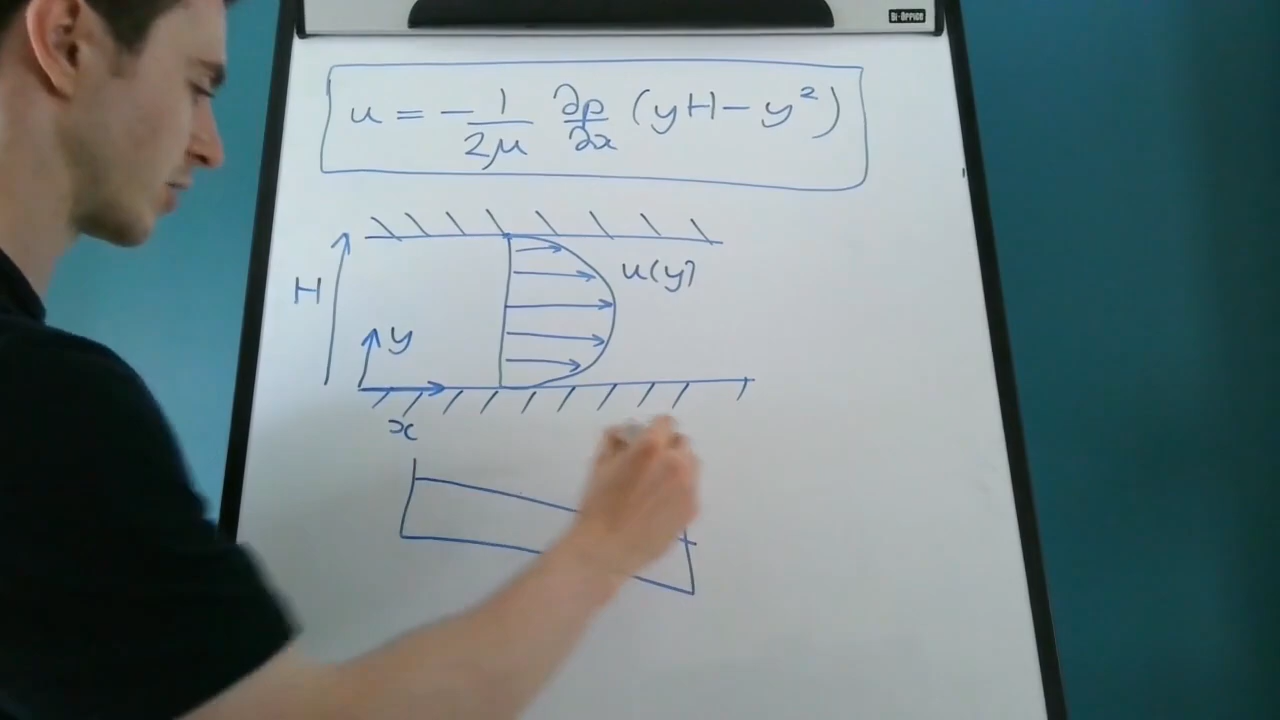 Bi-Office
u = - 1/2μ ∂p/∂x (yH - y²)
u(y)
H
y
x